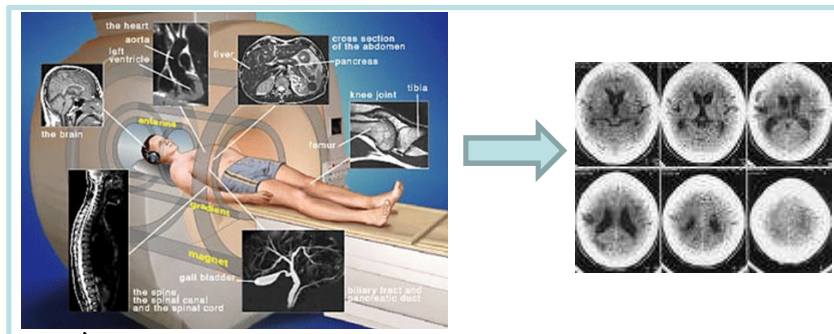 the heart
aorta
left
ventricle
liver
cross section
of the abdomen
pancreas
knee joint
tibia
the brain
antenna
femur
gradient
magnet
gall bladder
the spine,
the spinal canal
and the spinal cord
biliary tract and
pancreatic duct